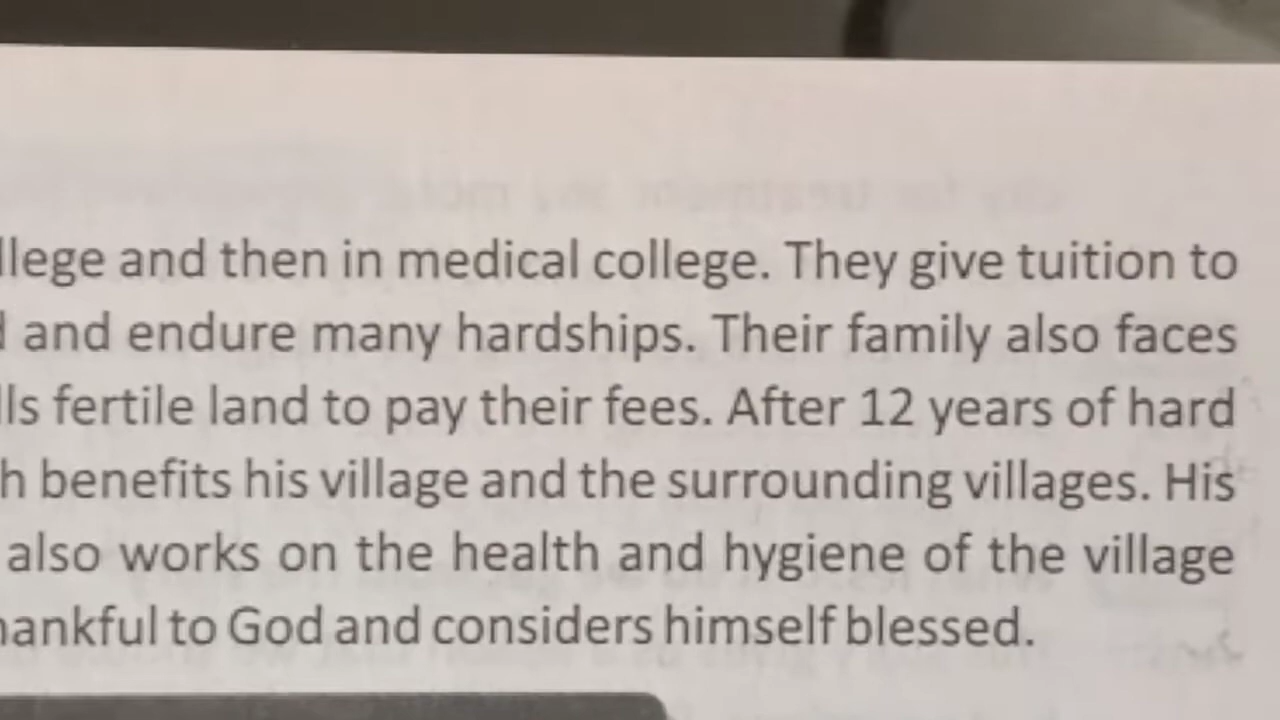 llege and then in medical college. They give tuition to
and endure many hardships. Their family also faces
lls fertile land to pay their fees. After 12 years of hard
h benefits his village and the surrounding villages. His
also works on the health and hygiene of the village
hankful to God and considers himself blessed.